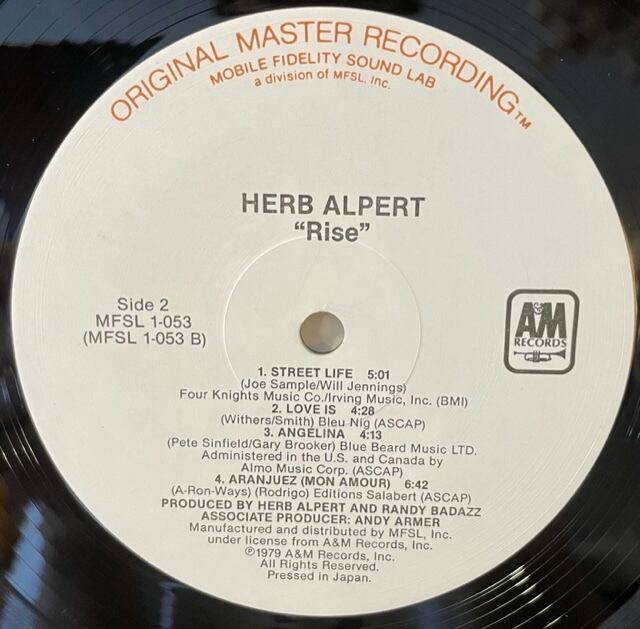 ORIGINAL MASTER RECORDING™
MOBILE FIDELITY SOUND LAB
a division of MFSL, Inc.
HERB ALPERT
“Rise”
Side 2
MFSL 1-053
(MFSL 1-053 B)
A&M
RECORDS
1. STREET LIFE 5:01
(Joe Sample/Will Jennings)
Four Knights Music Co./Irving Music, Inc. (BMI)
2. LOVE IS 4:28
(Withers/Smith) Bleu Nig (ASCAP)
3. ANGELINA 4:13
(Pete Sinfield/Gary Brooker) Blue Beard Music LTD.
Administered in the U.S. and Canada by
Almo Music Corp. (ASCAP)
4. ARANJUEZ (MON AMOUR) 6:42
(A-Ron-Ways) (Rodrigo) Editions Salabert (ASCAP)
PRODUCED BY HERB ALPERT AND RANDY BADAZZ
ASSOCIATE PRODUCER: ANDY ARMER
Manufactured and distributed by MFSL, Inc.
under license from A&M Records, Inc.
℗1979 A&M Records, Inc.
All Rights Reserved.
Pressed in Japan.